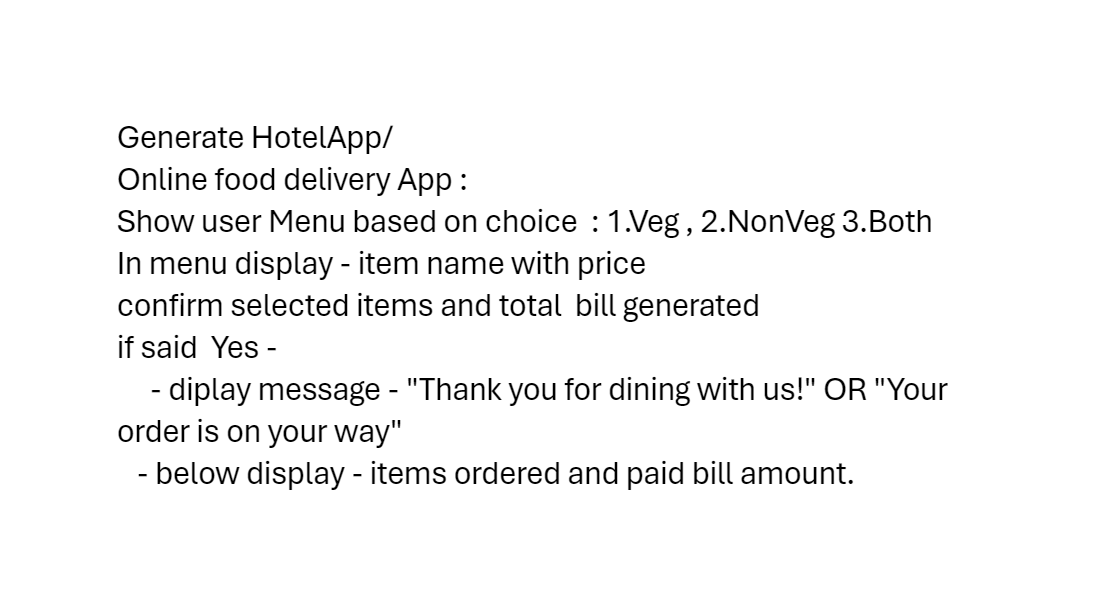 Generate HotelApp/
Online food delivery App :
Show user Menu based on choice  : 1.Veg , 2.NonVeg 3.Both
In menu display - item name with price
confirm selected items and total  bill generated
if said  Yes -
- diplay message - "Thank you for dining with us!" OR "Your
order is on your way"
- below display - items ordered and paid bill amount.